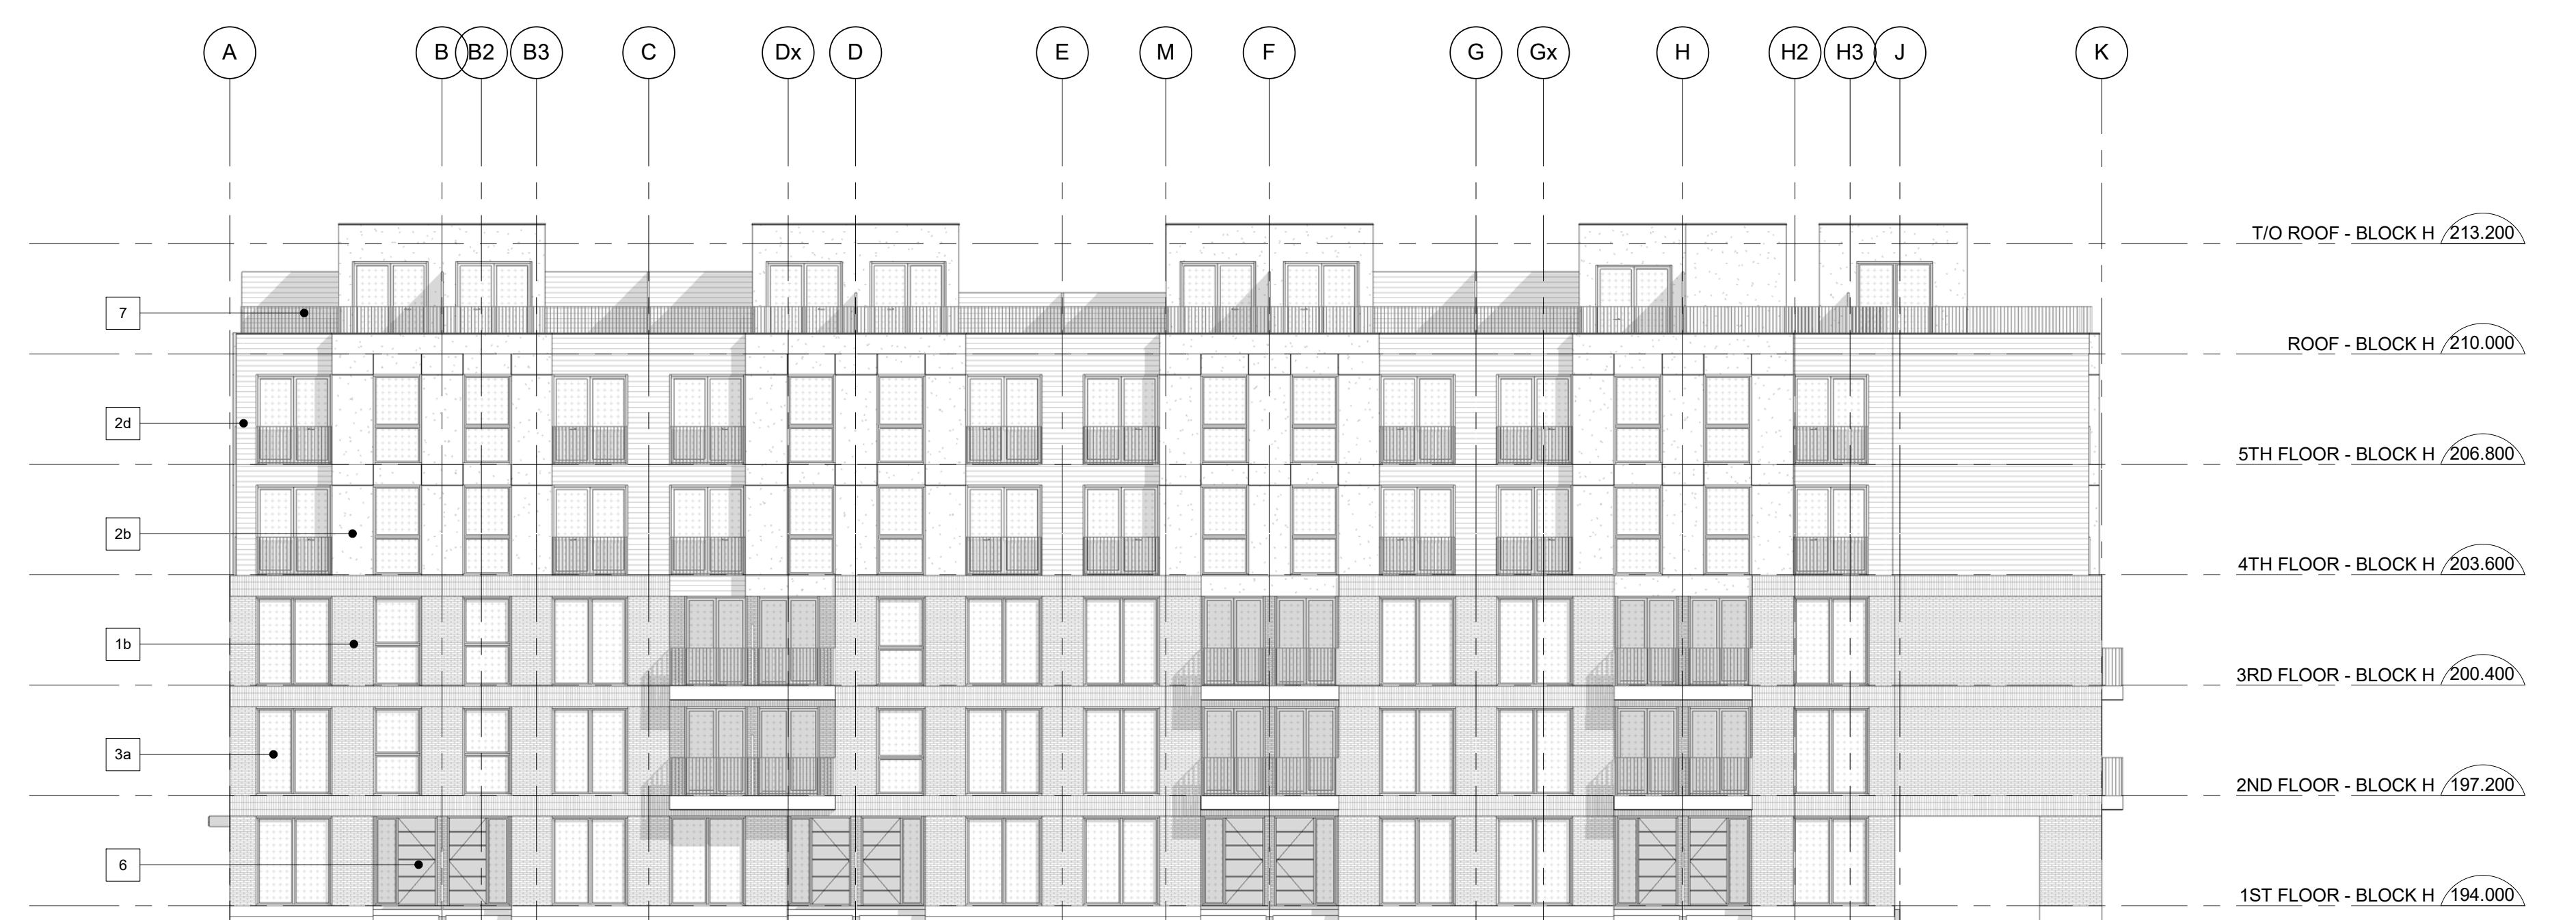 A B B2 B3 C Dx D E M F G Gx H H2 H3 J K
T/O ROOF - BLOCK H 213.200
7
ROOF - BLOCK H 210.000
2d
5TH FLOOR - BLOCK H 206.800
2b
4TH FLOOR - BLOCK H 203.600
1b
3RD FLOOR - BLOCK H 200.400
3a
2ND FLOOR - BLOCK H 197.200
6
1ST FLOOR - BLOCK H 194.000